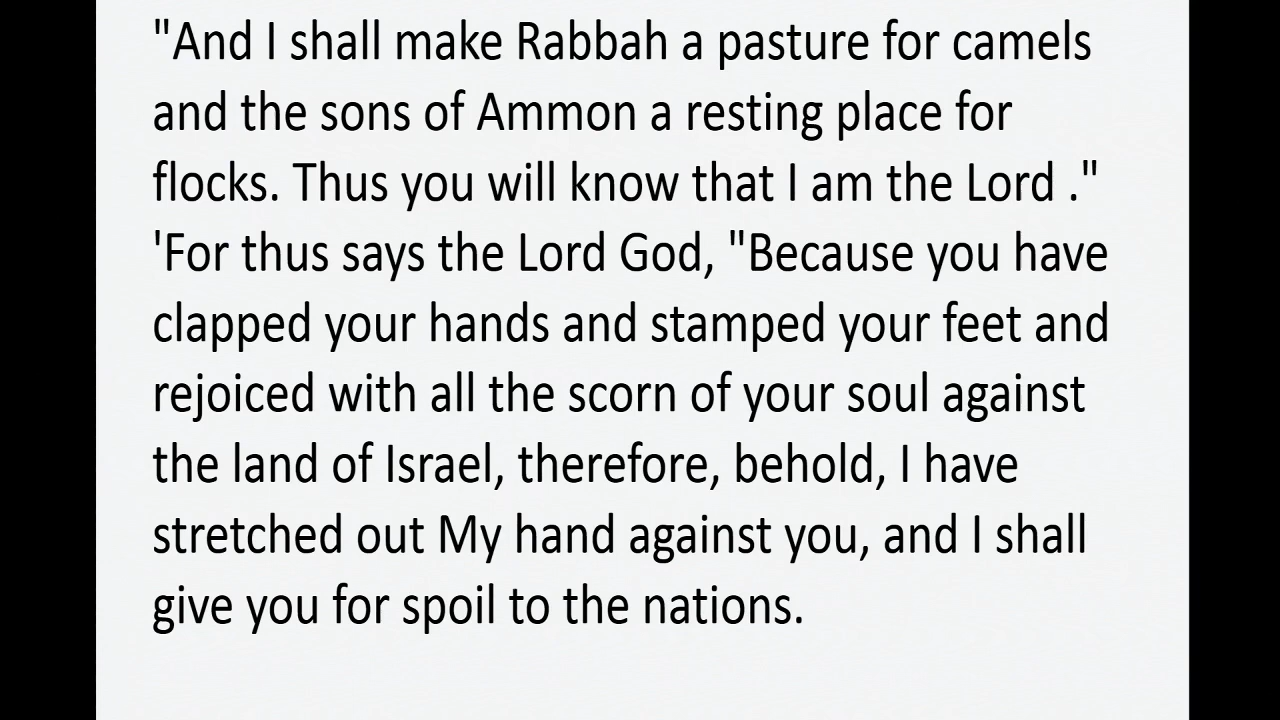 "And I shall make Rabbah a pasture for camels
and the sons of Ammon a resting place for
flocks. Thus you will know that I am the Lord ."
'For thus says the Lord God, "Because you have
clapped your hands and stamped your feet and
rejoiced with all the scorn of your soul against
the land of Israel, therefore, behold, I have
stretched out My hand against you, and I shall
give you for spoil to the nations.